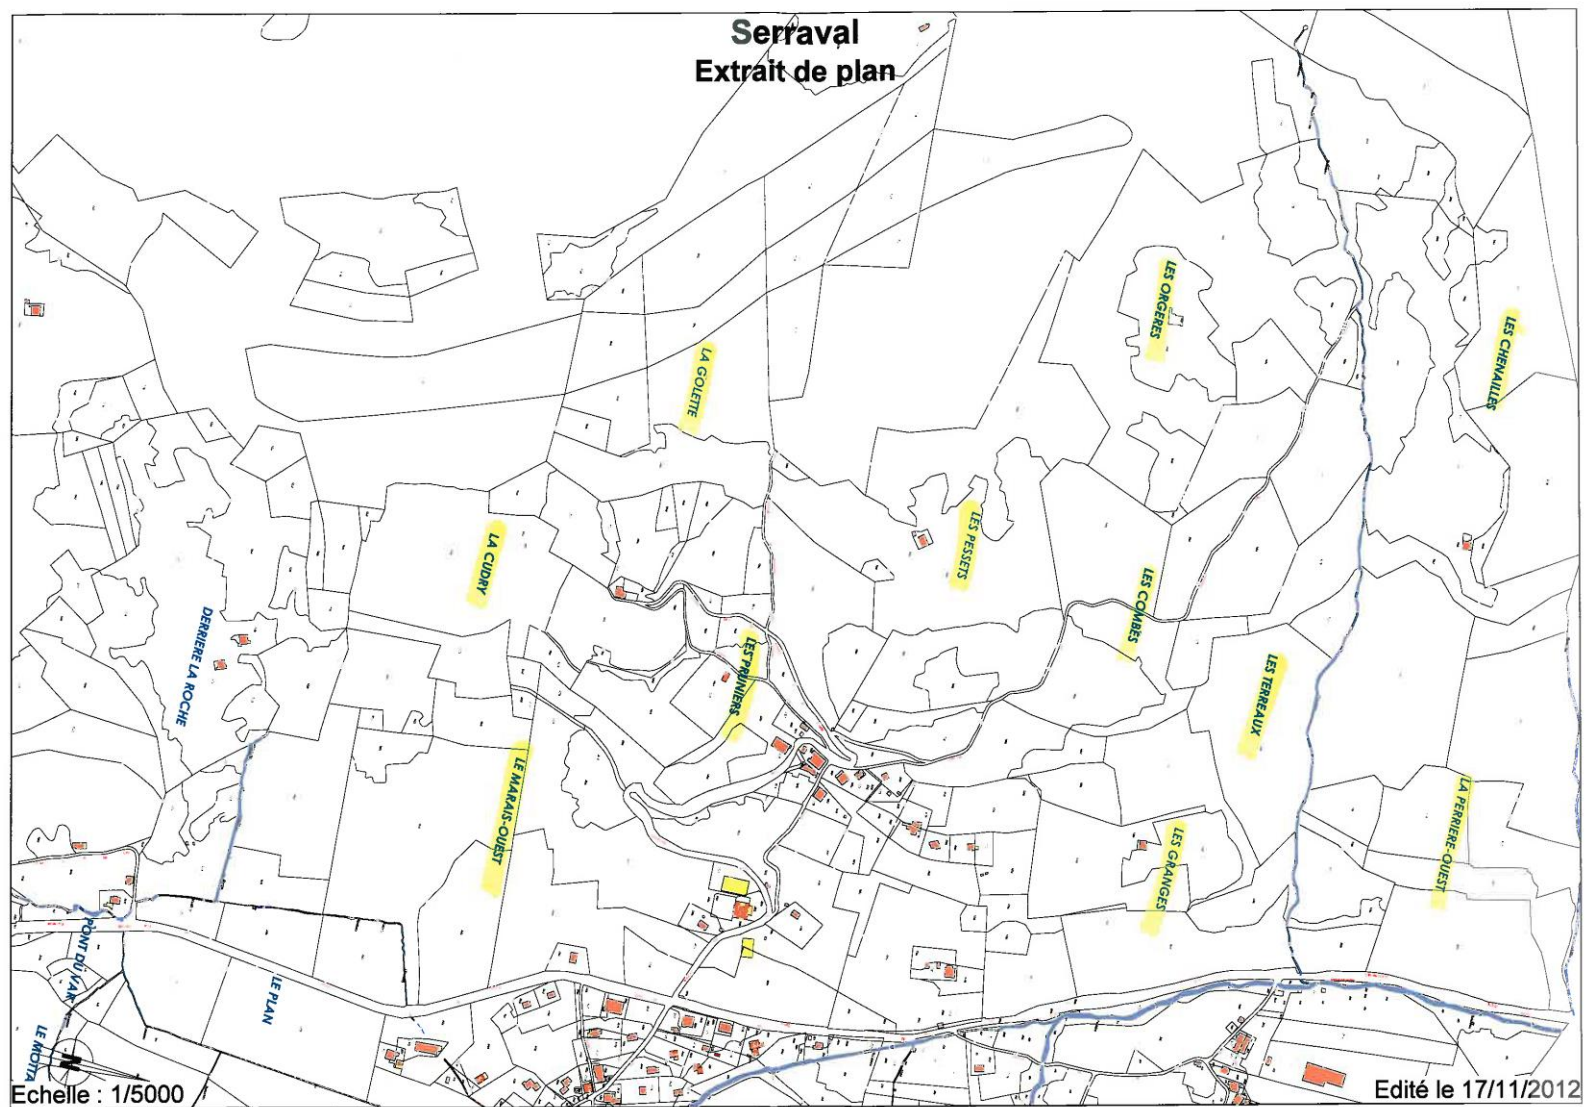 Serraval
Extrait de plan
LES ORGERES
LES CHENAILLES
LA GOLETTE
LA CUDRY
LES PESSETS
LES COMBES
DERRIERE LA ROCHE
LES PRUNIERS
LES TERREAUX
LE MARAIS-OUEST
LA PERRIERE-OUEST
LES GRANGES
PONT DU VAR
LE PLAN
LE MOTTA
N
Echelle : 1/5000
Edité le 17/11/2012